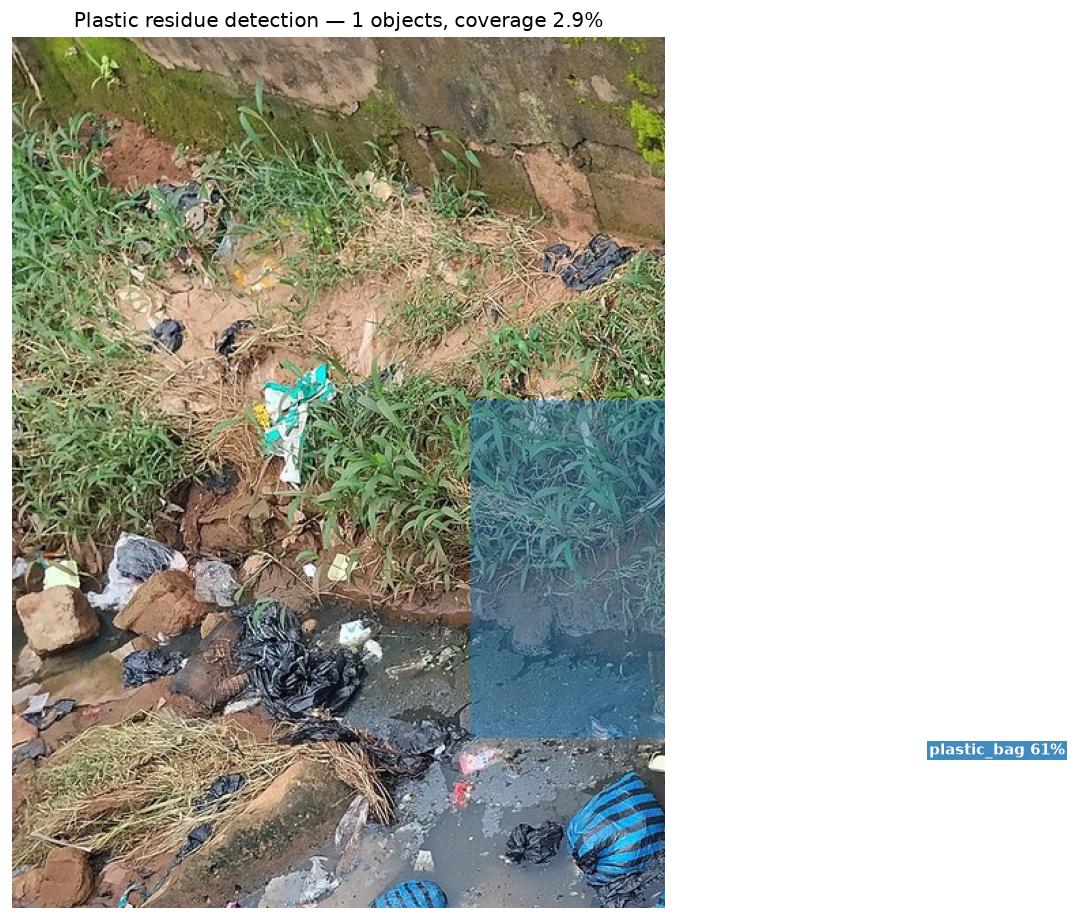 Plastic residue detection — 1 objects, coverage 2.9%
plastic_bag 61%